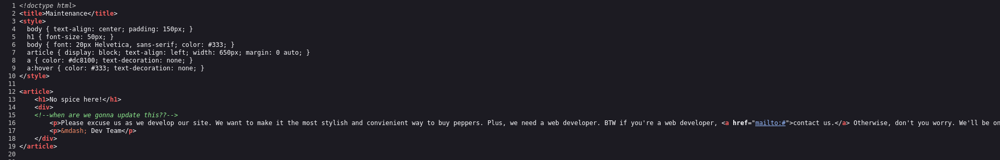 1 <!doctype html>
2 <title>Maintenance</title>
3 <style>
4   body { text-align: center; padding: 150px; }
5   h1 { font-size: 50px; }
6   body { font: 20px Helvetica, sans-serif; color: #333; }
7   article { display: block; text-align: left; width: 650px; margin: 0 auto; }
8   a { color: #dc8100; text-decoration: none; }
9   a:hover { color: #333; text-decoration: none; }
10 </style>
11
12 <article>
13     <h1>No spice here!</h1>
14     <div>
15     <!--when are we gonna update this??-->
16         <p>Please excuse us as we develop our site. We want to make it the most stylish and convienient way to buy peppers. Plus, we need a web developer. BTW if you're a web developer, <a href="mailto:#">contact us.</a> Otherwise, don't you worry. We'll be on
17         <p>&mdash; Dev Team</p>
18     </div>
19 </article>
20